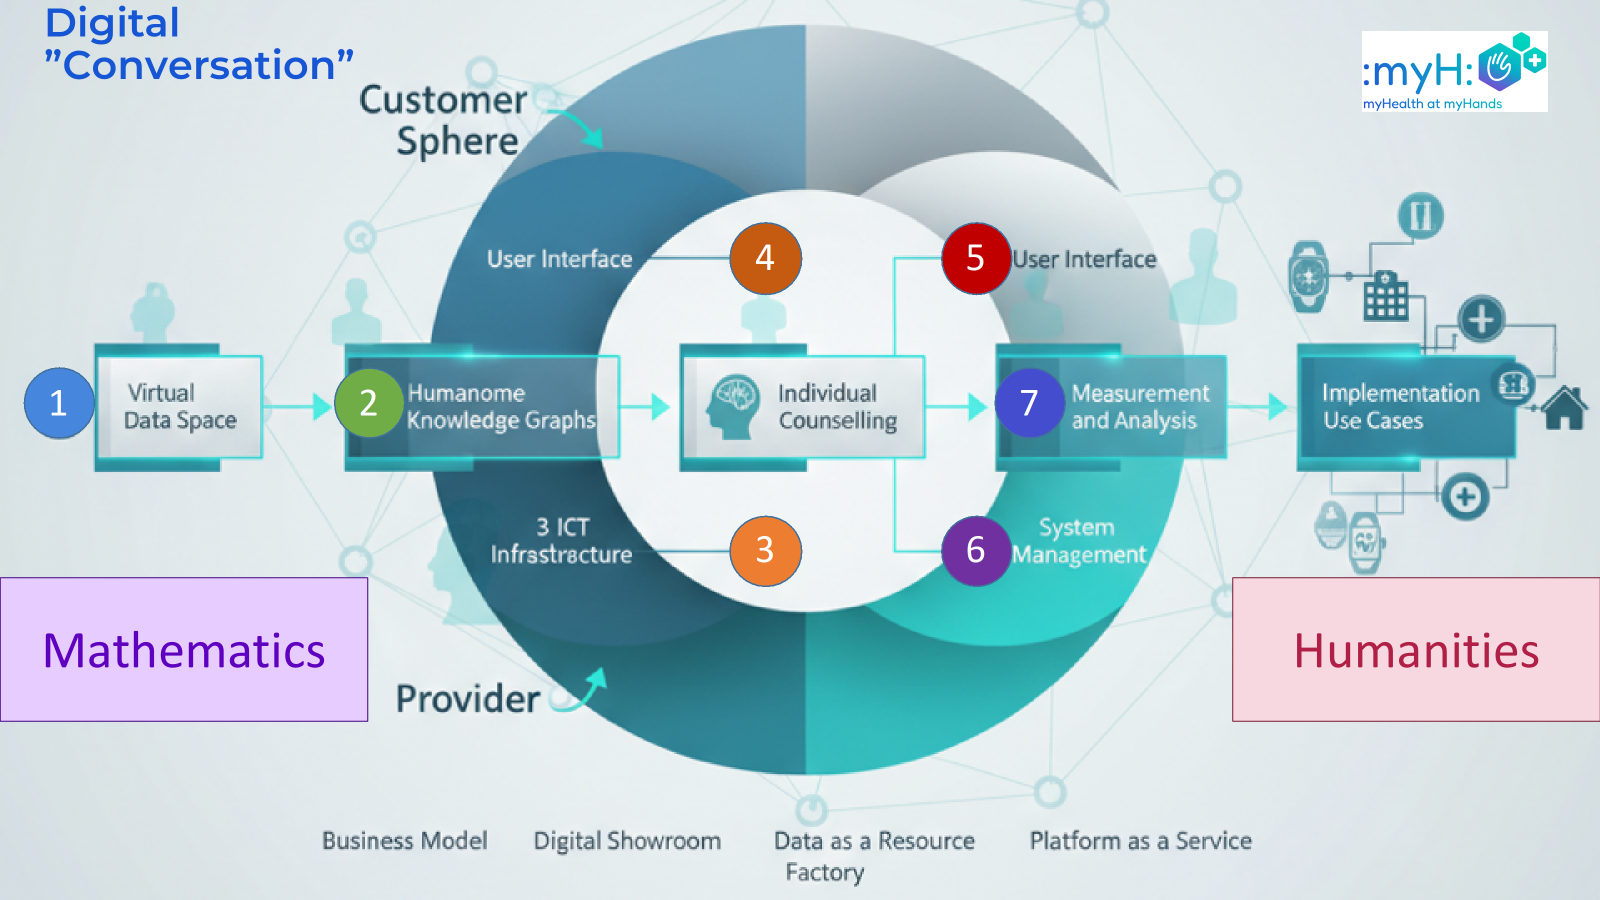 Digital
”Conversation”
:myH:
myHealth at myHands
Customer
Sphere
User Interface
4
5
User Interface
1
Virtual
Data Space
2
Humanome
Knowledge Graphs
Individual
Counselling
7
Measurement
and Analysis
Implementation
Use Cases
3 ICT
Infrsstrscture
3
6
System
Management
Mathematics
Humanities
Provider
Business Model
Digital Showroom
Data as a Resource
Factory
Platform as a Service